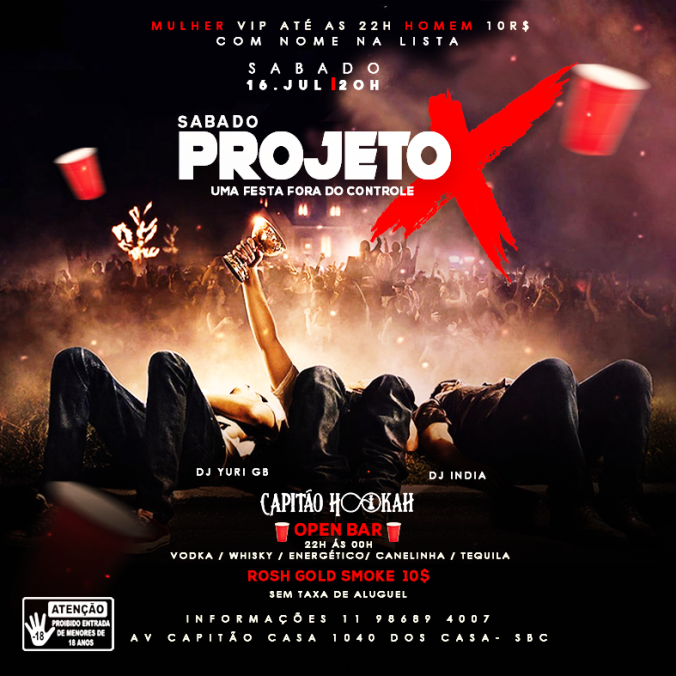 MULHER VIP ATÉ AS 22H HOMEM 10R$
COM NOME NA LISTA
SABADO
16.JUL | 20H
SABADO
PROJETO X
UMA FESTA FORA DO CONTROLE
DJ YURI GB
DJ INDIA
CAPITÃO HOOKAH
OPEN BAR
22H ÁS 00H
VODKA / WHISKY / ENERGÉTICO/ CANELINHA / TEQUILA
ROSH GOLD SMOKE 10$
SEM TAXA DE ALUGUEL
ATENÇÃO
-18
PROIBIDO ENTRADA
DE MENORES DE
18 ANOS
INFORMAÇÕES 11 98689 4007
AV CAPITÃO CASA 1040 DOS CASA- SBC